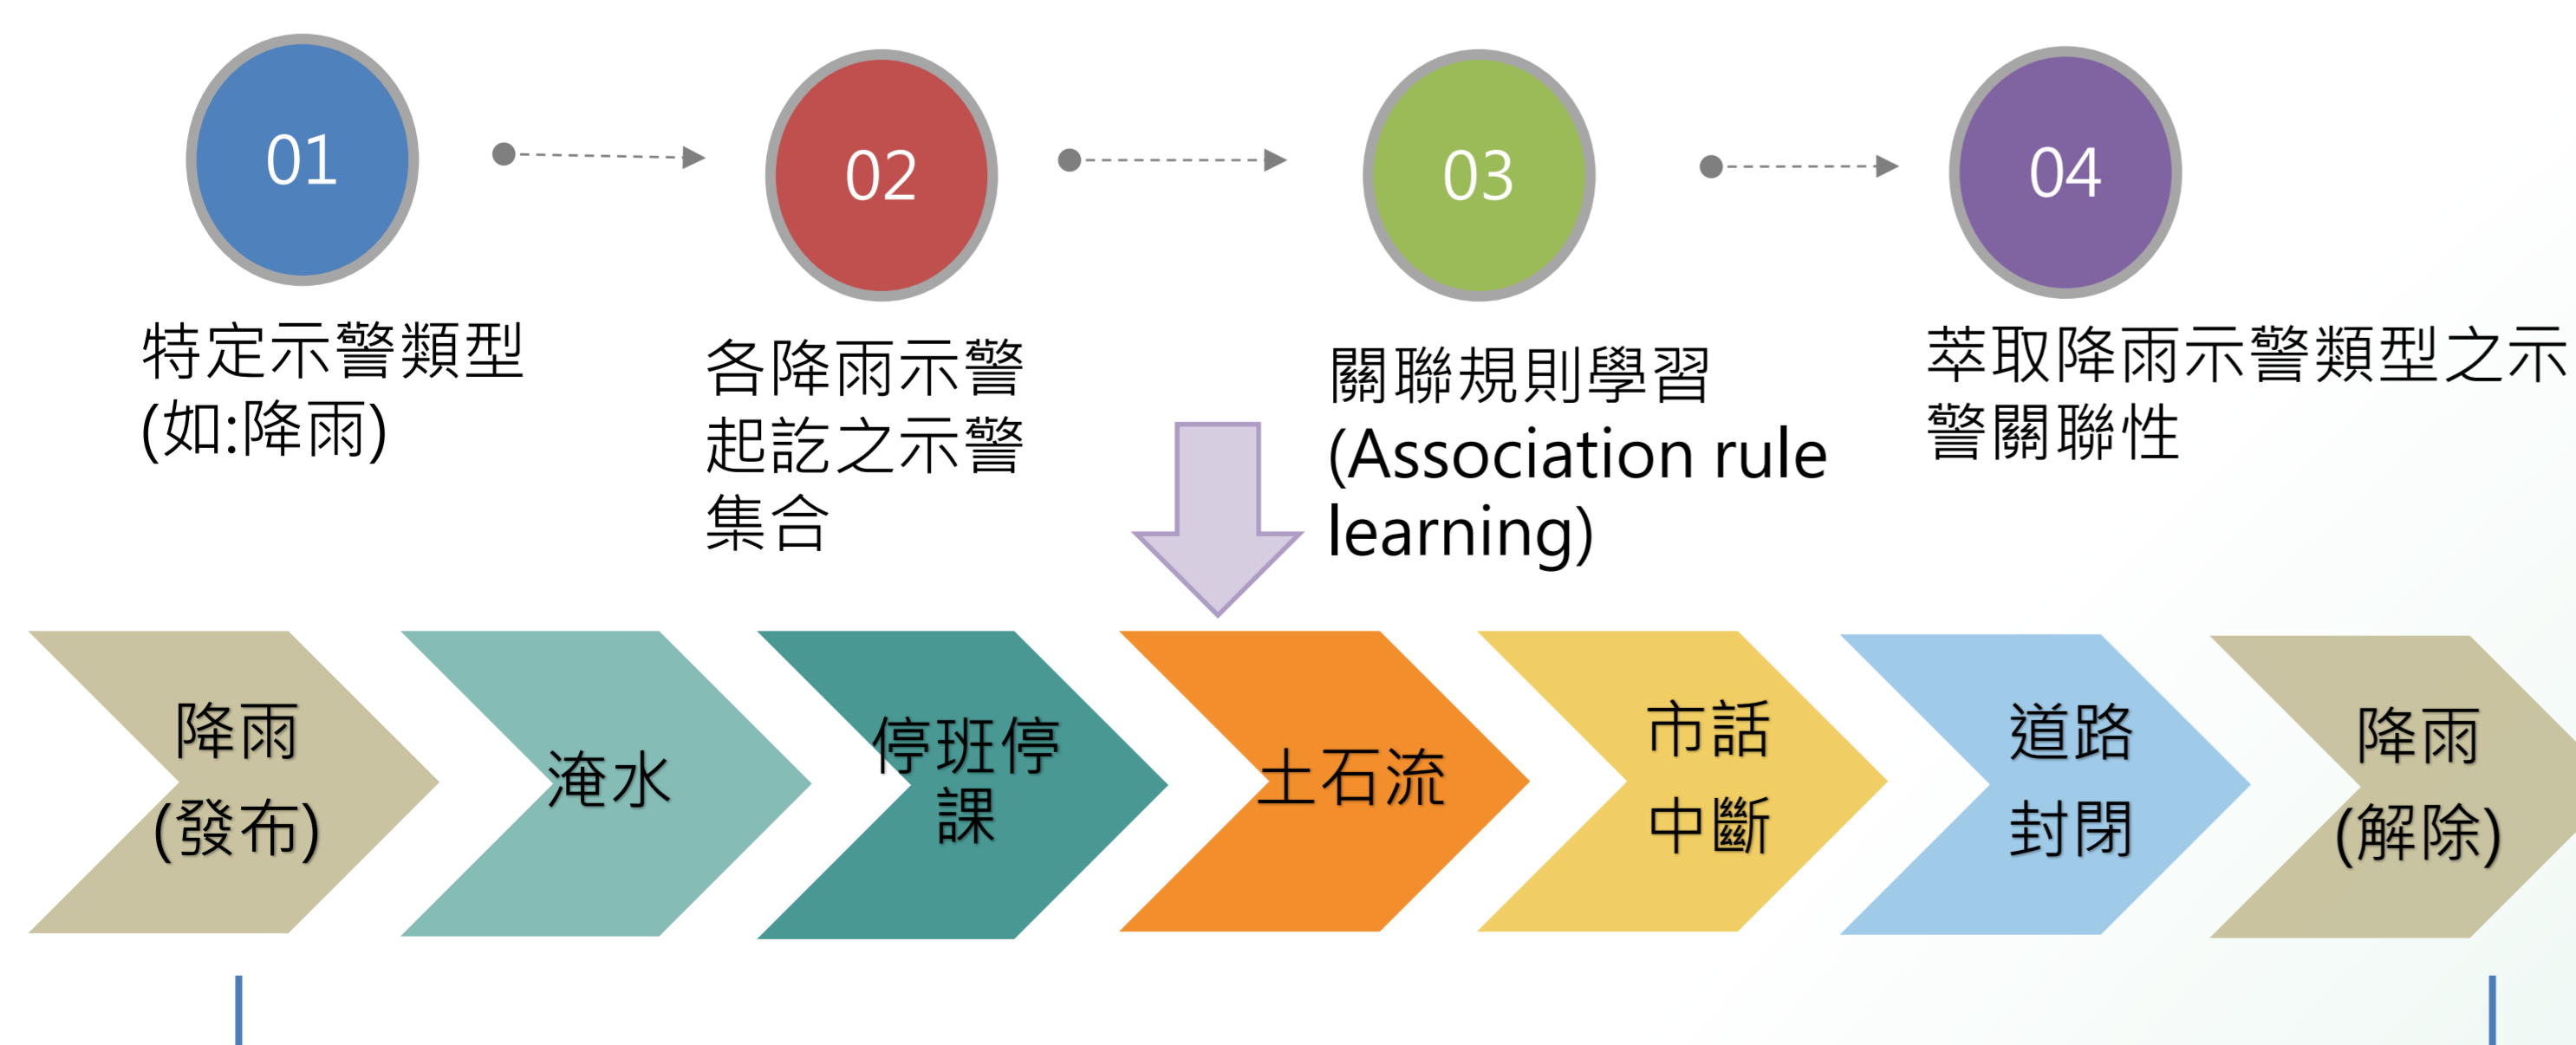 01
02
03
04
特定示警類型
(如:降雨)
各降雨示警
起訖之示警
集合
關聯規則學習
(Association rule
learning)
萃取降雨示警類型之示
警關聯性
降雨
(發布)
淹水
停班停
課
土石流
市話
中斷
道路
封閉
降雨
(解除)